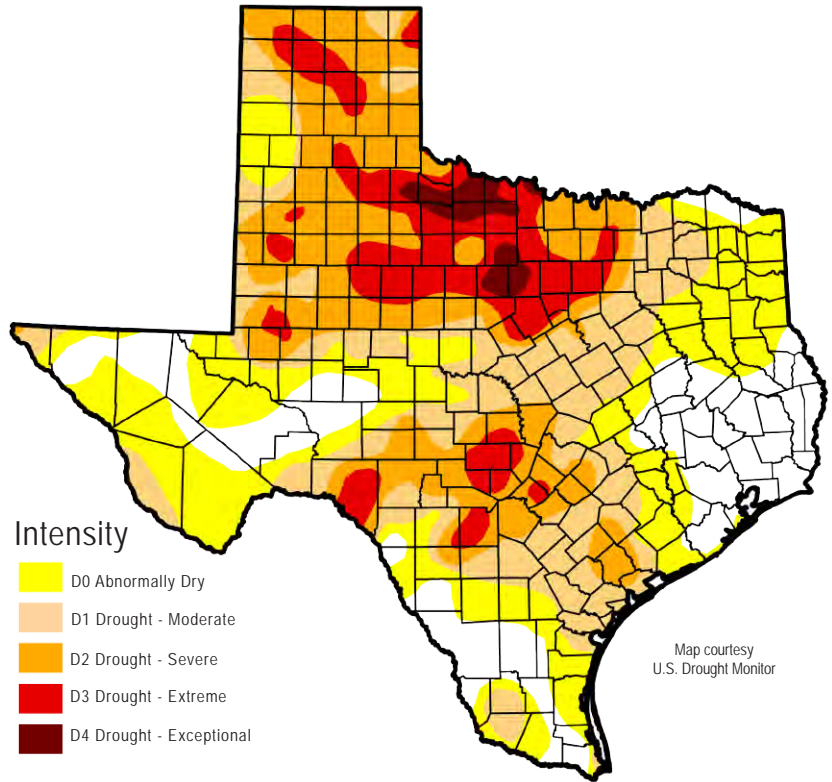 Intensity
D0 Abnormally Dry
D1 Drought - Moderate
D2 Drought - Severe
D3 Drought - Extreme
D4 Drought - Exceptional
Map courtesy
U.S. Drought Monitor